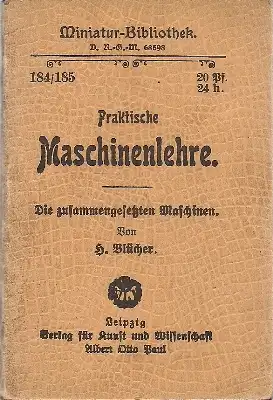 Miniatur-Bibliothek.
D. R.-G.-M. 68698
184/185
20 Pf.
24 h.
Praktische
Maschinenlehre.
Die zusammengesetzten Maschinen.
Von
H. Blücher.
Leipzig
Verlag für Kunst und Wissenschaft
Albert Otto Paul